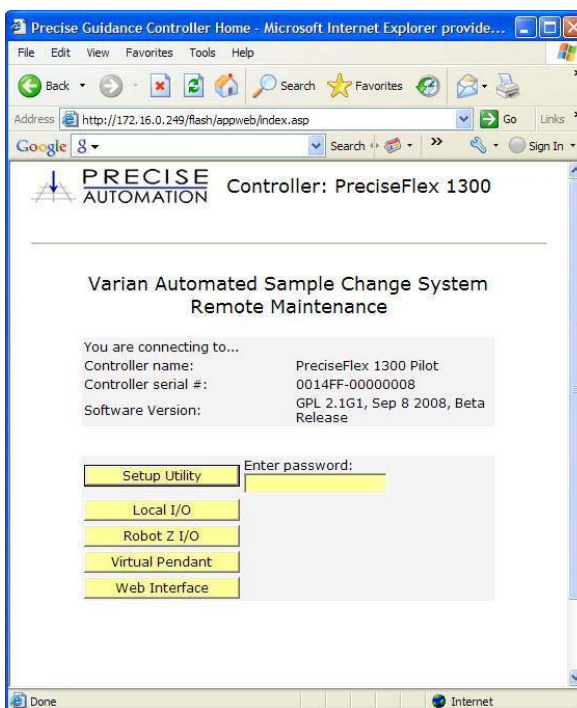 Precise Guidance Controller Home - Microsoft Internet Explorer provide...
File Edit View Favorites Tools Help
Back Search Favorites
Address http://172.16.0.249/flash/appweb/index.asp Go Links »
Google Search » Sign In
PRECISE
AUTOMATION
Controller: PreciseFlex 1300
Varian Automated Sample Change System
Remote Maintenance
You are connecting to...
Controller name: PreciseFlex 1300 Pilot
Controller serial #: 0014FF-00000008
Software Version: GPL 2.1G1, Sep 8 2008, Beta
Release
Enter password:
Setup Utility
Local I/O
Robot Z I/O
Virtual Pendant
Web Interface
Done Internet